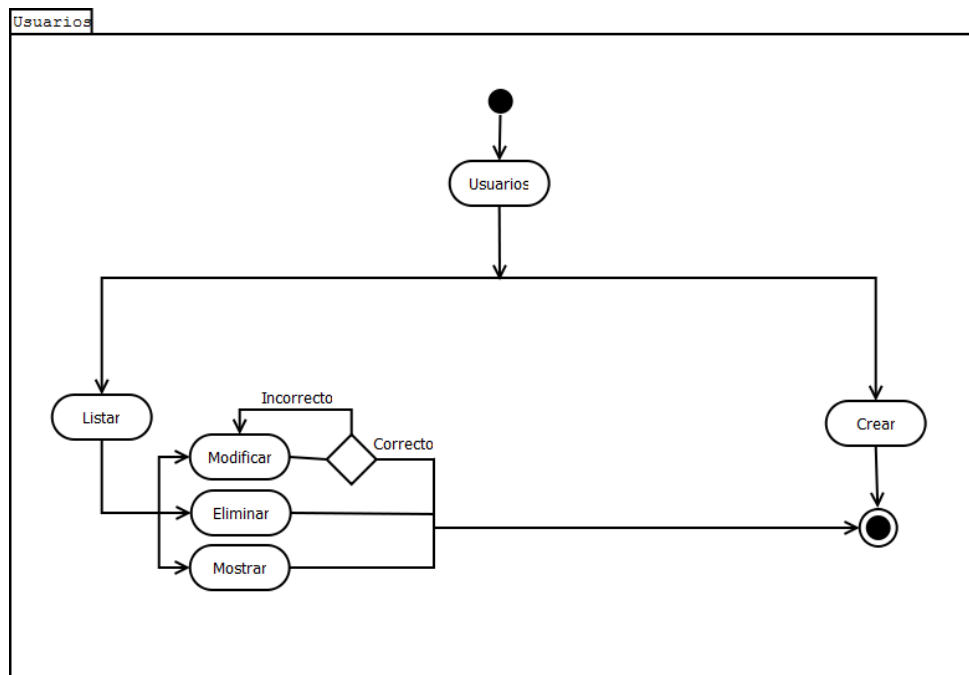 Usuarios
Usuarios
Listar
Incorrecto
Correcto
Modificar
Eliminar
Mostrar
Crear